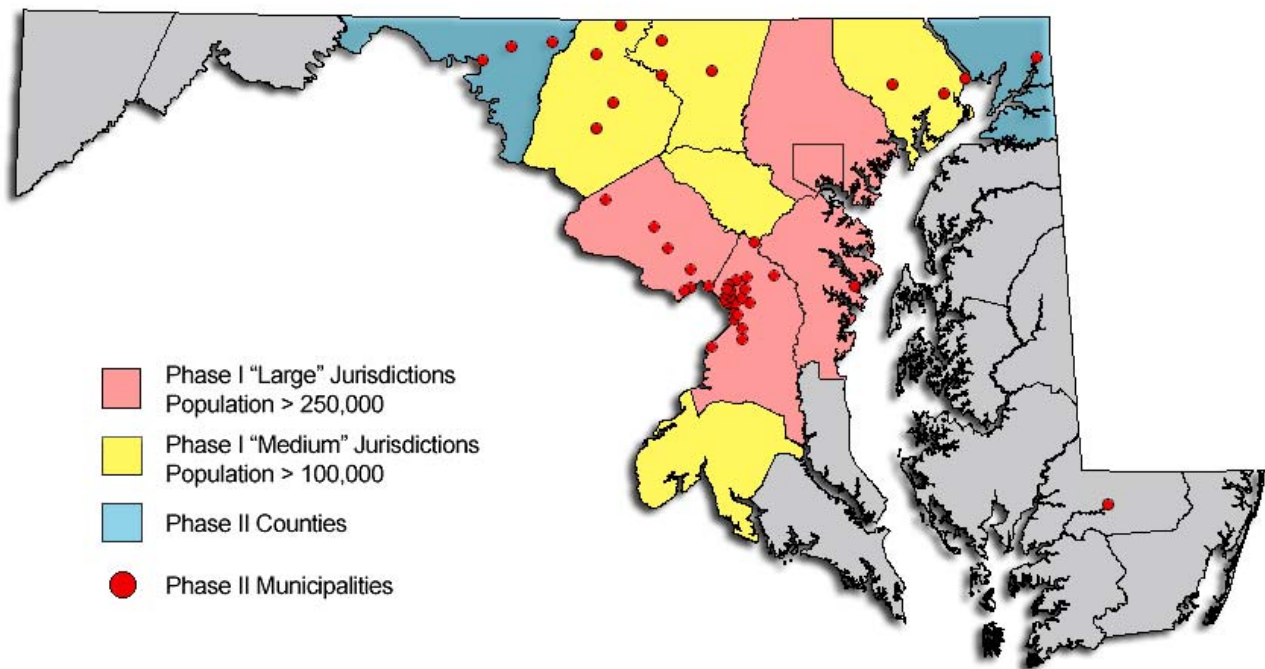 Phase I “Large” Jurisdictions
Population > 250,000
Phase I “Medium” Jurisdictions
Population > 100,000
Phase II Counties
Phase II Municipalities